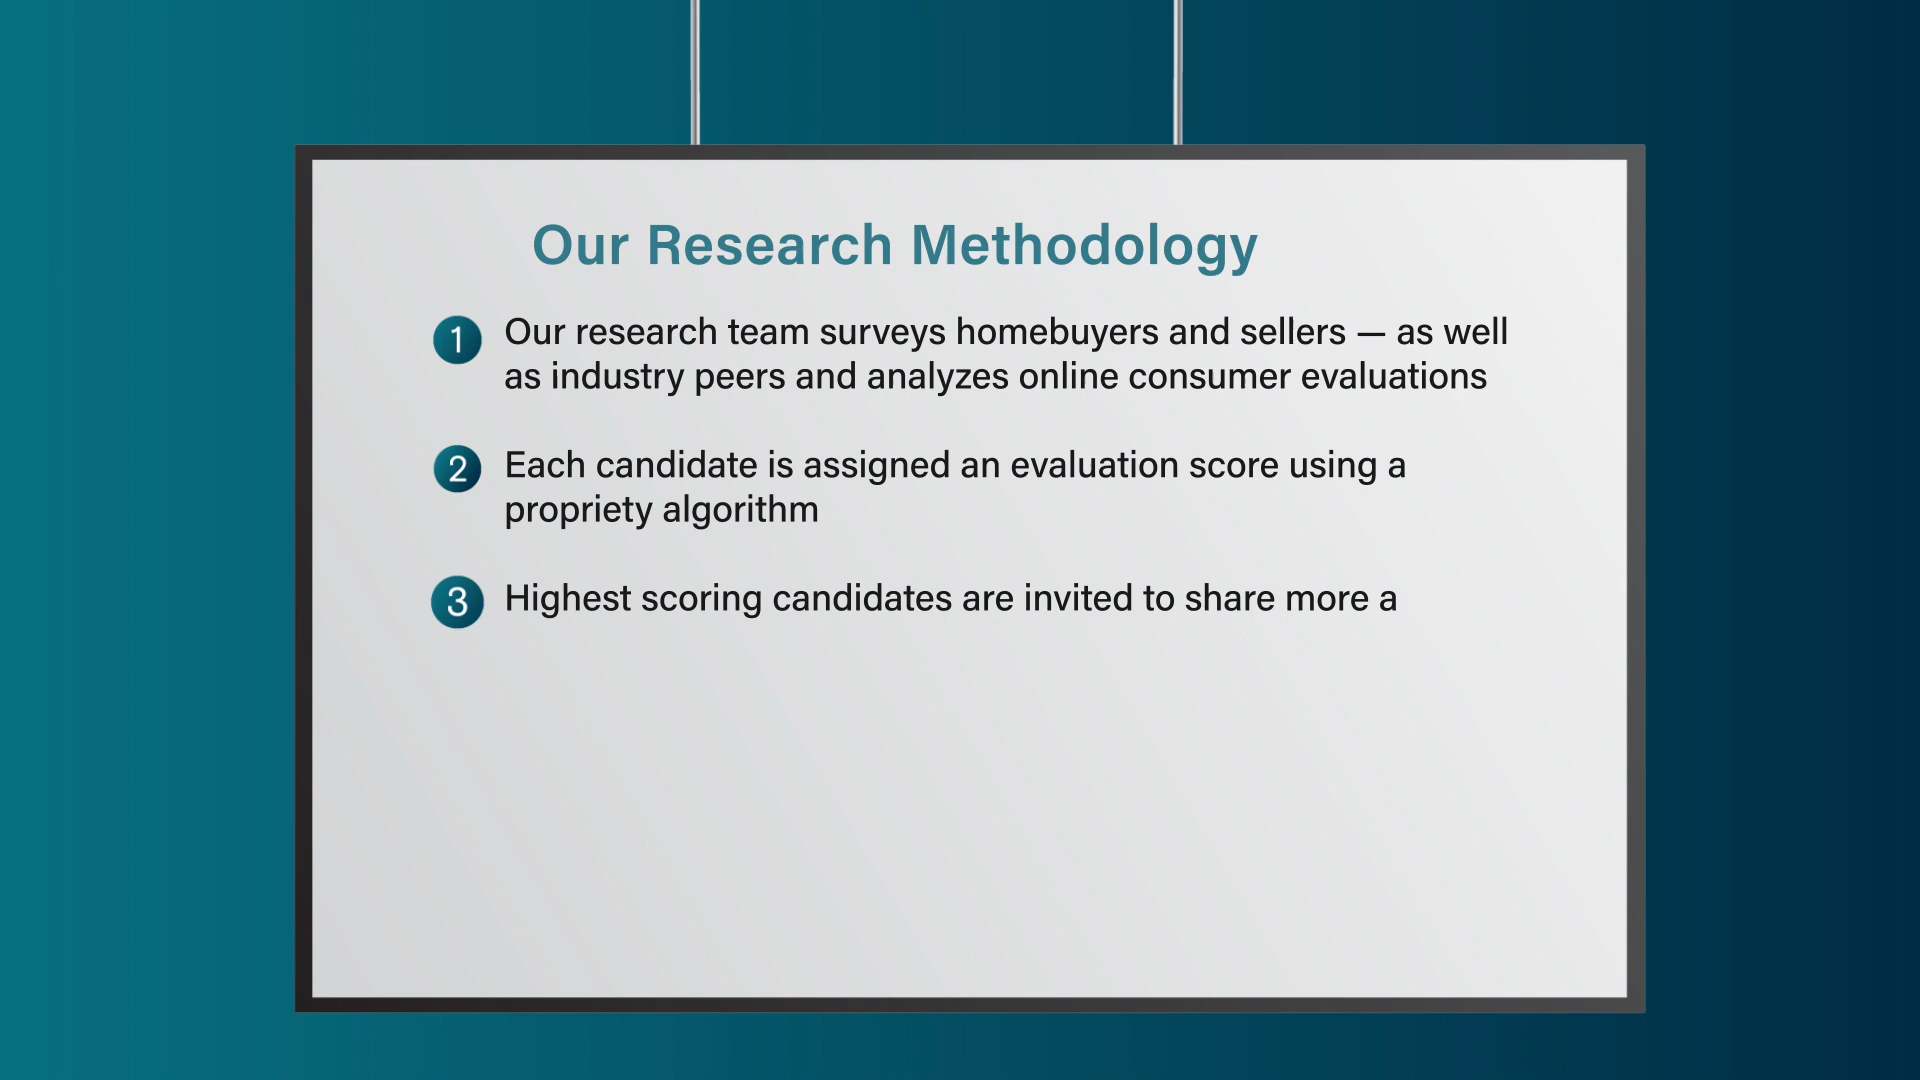 Our Research Methodology
1 Our research team surveys homebuyers and sellers — as well
as industry peers and analyzes online consumer evaluations
2 Each candidate is assigned an evaluation score using a
propriety algorithm
3 Highest scoring candidates are invited to share more a